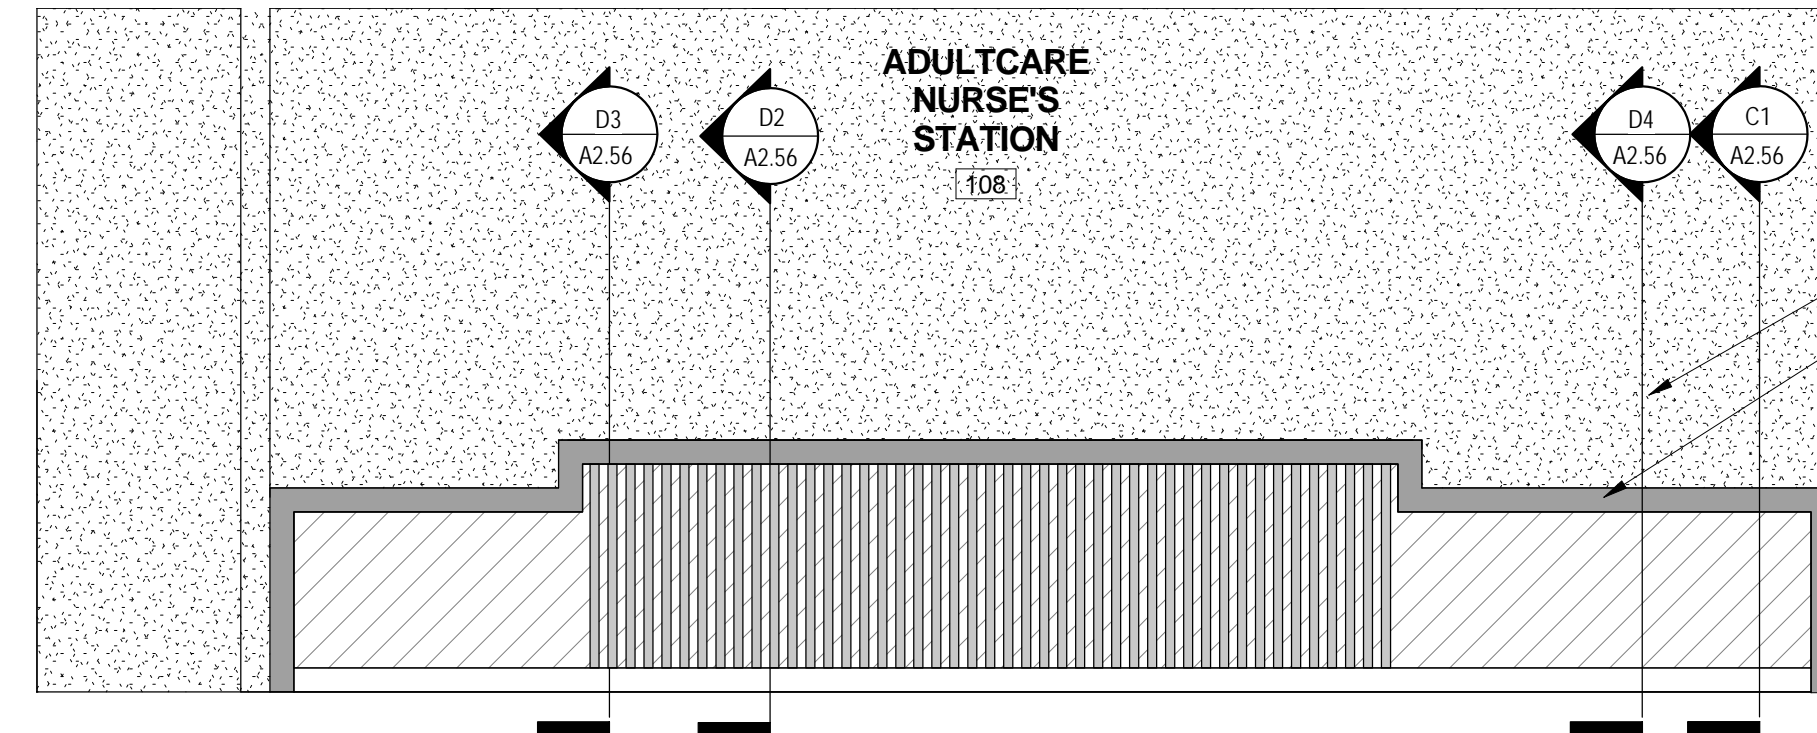 ADULTCARE
NURSE'S
STATION
108
D3
A2.56
D2
A2.56
D4
A2.56
C1
A2.56